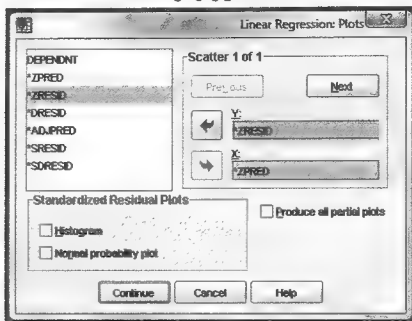 Linear Regression: Plots
DEPENDNT
*ZPRED
*ZRESID
*DRESID
*ADJPRED
*SRESID
*SDRESID
Scatter 1 of 1
Previous
Next
Y:
*ZRESID
X:
*ZPRED
Standardized Residual Plots
Histogram
Normal probability plot
Produce all partial plots
Continue
Cancel
Help